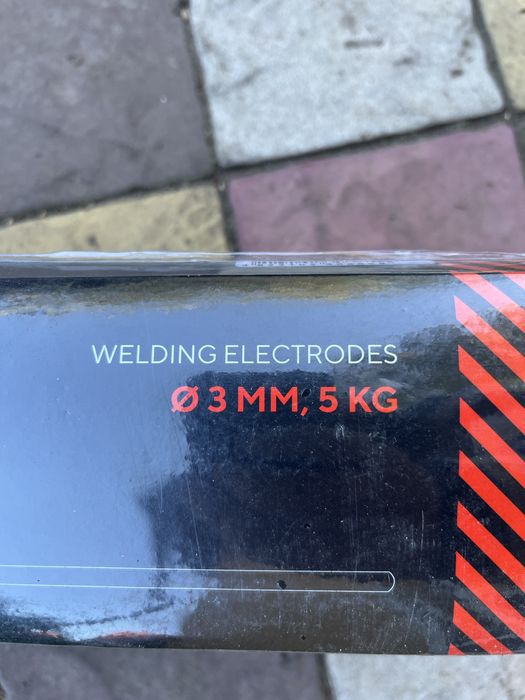 WELDING ELECTRODES
Ø 3 MM, 5 KG